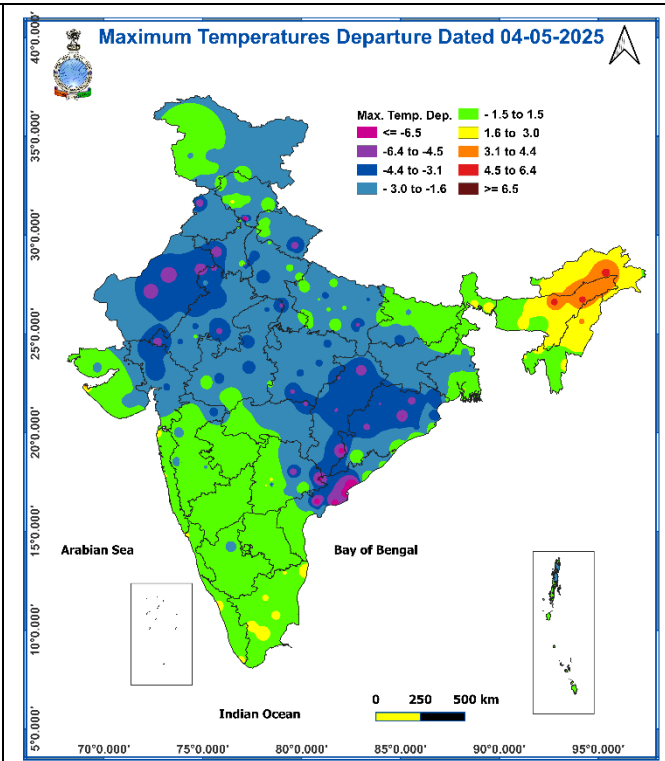 Maximum Temperatures Departure Dated 04-05-2025
Max. Temp. Dep.
<= -6.5
-6.4 to -4.5
-4.4 to -3.1
- 3.0 to -1.6
- 1.5 to 1.5
1.6 to 3.0
3.1 to 4.4
4.5 to 6.4
>= 6.5
40°0.000'
35°0.000'
30°0.000'
25°0.000'
20°0.000'
15°0.000'
10°0.000'
5°0.000'
Arabian Sea
Bay of Bengal
Indian Ocean
0 250 500 km
70°0.000' 75°0.000' 80°0.000' 85°0.000' 90°0.000' 95°0.000'